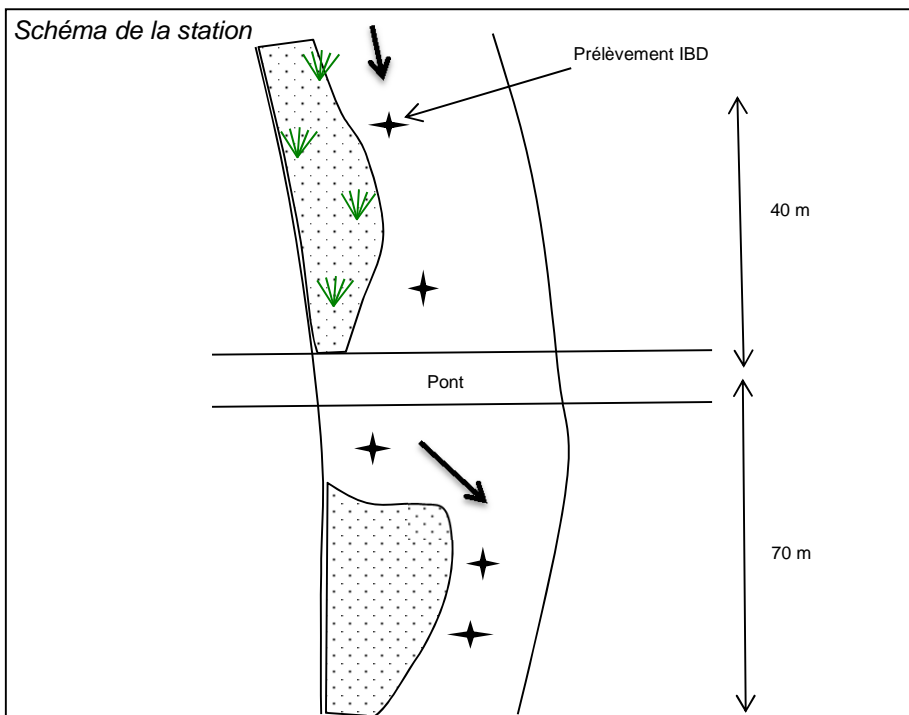 Schéma de la station
Prélèvement IBD
40 m
Pont
70 m